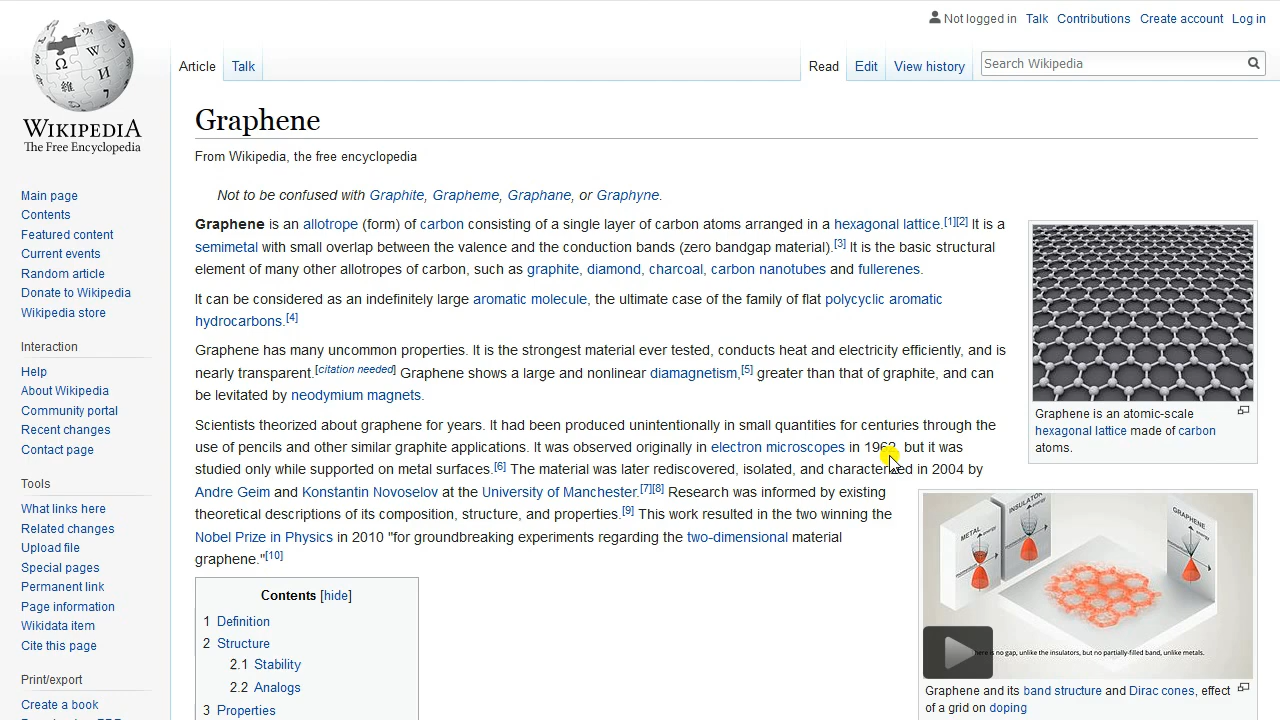 Not logged in Talk Contributions Create account Log in
Article Talk Read Edit View history Search Wikipedia
WIKIPEDIA
The Free Encyclopedia
Main page
Contents
Featured content
Current events
Random article
Donate to Wikipedia
Wikipedia store
Interaction
Help
About Wikipedia
Community portal
Recent changes
Contact page
Tools
What links here
Related changes
Upload file
Special pages
Permanent link
Page information
Wikidata item
Cite this page
Print/export
Create a book
Graphene
From Wikipedia, the free encyclopedia
Not to be confused with Graphite, Grapheme, Graphane, or Graphyne.
Graphene is an allotrope (form) of carbon consisting of a single layer of carbon atoms arranged in a hexagonal lattice.[1][2] It is a
semimetal with small overlap between the valence and the conduction bands (zero bandgap material).[3] It is the basic structural
element of many other allotropes of carbon, such as graphite, diamond, charcoal, carbon nanotubes and fullerenes.
It can be considered as an indefinitely large aromatic molecule, the ultimate case of the family of flat polycyclic aromatic
hydrocarbons.[4]
Graphene has many uncommon properties. It is the strongest material ever tested, conducts heat and electricity efficiently, and is
nearly transparent.[citation needed] Graphene shows a large and nonlinear diamagnetism,[5] greater than that of graphite, and can
be levitated by neodymium magnets.
Scientists theorized about graphene for years. It had been produced unintentionally in small quantities for centuries through the
use of pencils and other similar graphite applications. It was observed originally in electron microscopes in 1962, but it was
studied only while supported on metal surfaces.[6] The material was later rediscovered, isolated, and characterized in 2004 by
Andre Geim and Konstantin Novoselov at the University of Manchester.[7][8] Research was informed by existing
theoretical descriptions of its composition, structure, and properties.[9] This work resulted in the two winning the
Nobel Prize in Physics in 2010 "for groundbreaking experiments regarding the two-dimensional material
graphene."[10]
Contents [hide]
1 Definition
2 Structure
2.1 Stability
2.2 Analogs
3 Properties
Graphene is an atomic-scale
hexagonal lattice made of carbon
atoms.
METAL
INSULATOR
GRAPHENE
energy
energy
energy
is no gap, unlike the insulators, but no partially-filled band, unlike metals.
Graphene and its band structure and Dirac cones, effect
of a grid on doping